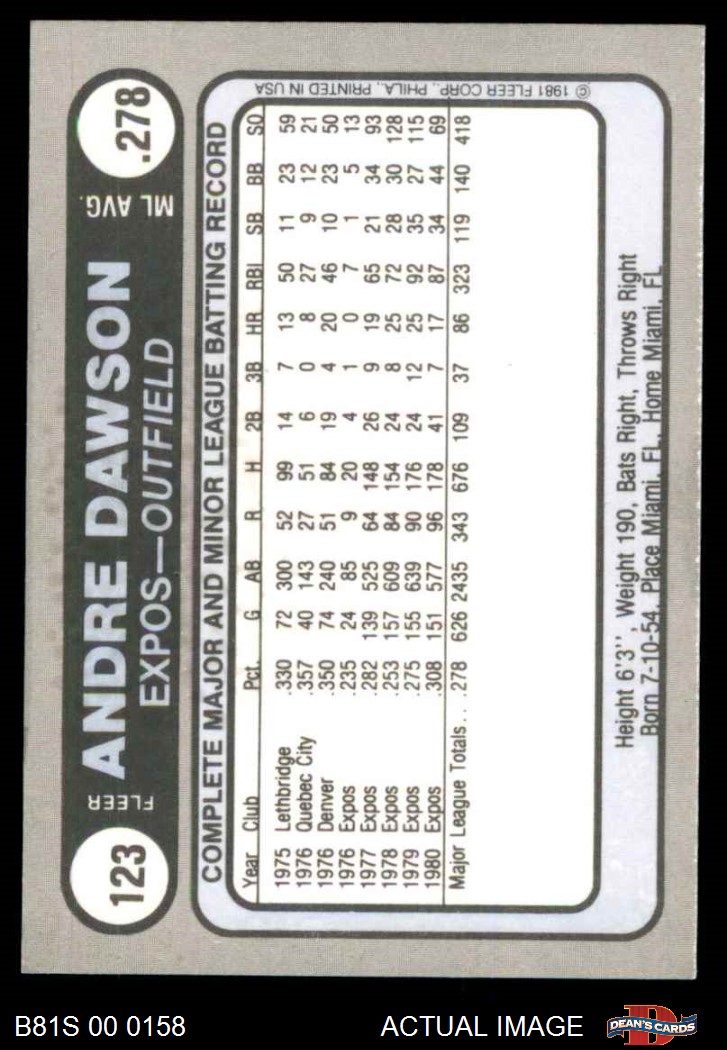 123
FLEER
ANDRE DAWSON
EXPOS—OUTFIELD
ML AVG.
.278
COMPLETE MAJOR AND MINOR LEAGUE BATTING RECORD
Year Club Pct. G AB R H 2B 3B HR RBI SB BB SO
1975 Lethbridge .330 72 300 52 99 14 7 13 50 11 23 59
1976 Quebec City .357 40 143 27 51 6 0 8 27 9 12 21
1976 Denver .350 74 240 51 84 19 4 20 46 10 23 50
1976 Expos .235 24 85 9 20 4 1 0 7 1 5 13
1977 Expos .282 139 525 64 148 26 9 19 65 21 34 93
1978 Expos .253 157 609 84 154 24 8 25 72 28 30 128
1979 Expos .275 155 639 90 176 24 12 25 92 35 27 115
1980 Expos .308 151 577 96 178 41 7 17 87 34 44 69
Major League Totals . . .278 626 2435 343 676 109 37 86 323 119 140 418
© 1981 FLEER CORP., PHILA., PRINTED IN USA
Height 6'3'', Weight 190, Bats Right, Throws Right
Born 7-10-54, Place Miami, FL, Home Miami, FL
B81S 00 0158
ACTUAL IMAGE
D
DEAN'S CARDS